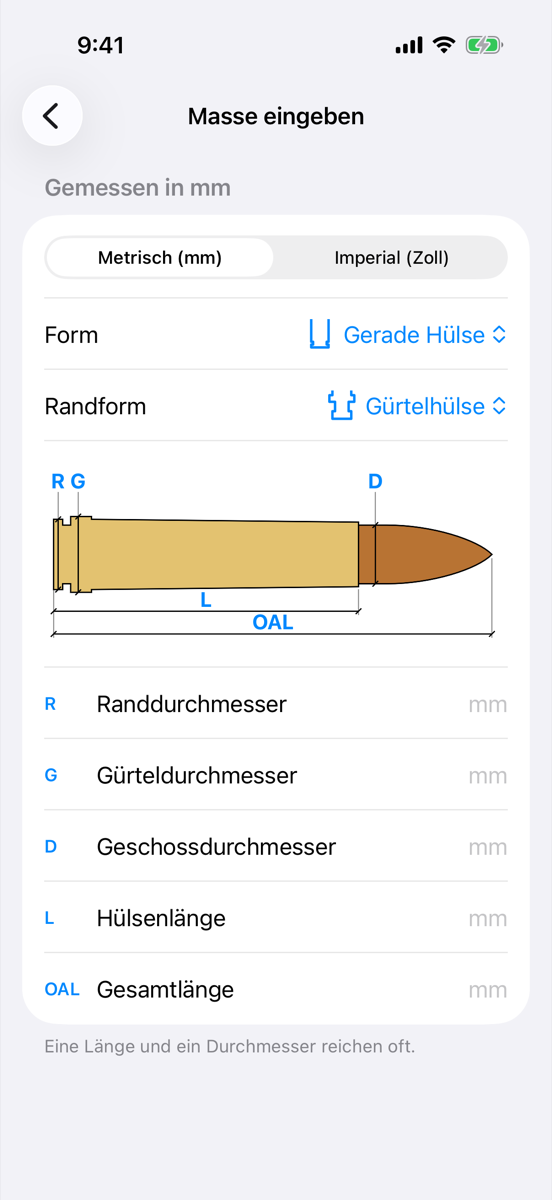 9:41
Masse eingeben
Gemessen in mm
Metrisch (mm) Imperial (Zoll)
Form Gerade Hülse
Randform Gürtelhülse
R G D
L
OAL
R Randdurchmesser mm
G Gürteldurchmesser mm
D Geschossdurchmesser mm
L Hülsenlänge mm
OAL Gesamtlänge mm
Eine Länge und ein Durchmesser reichen oft.